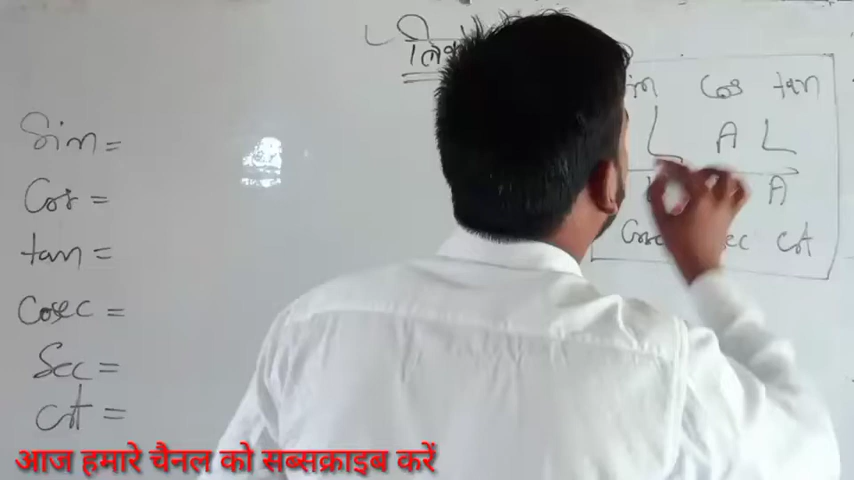 sin cos tan
L A L
A
cosec sec cot
Sin =
Cos =
tan =
Cosec =
Sec =
Cot =
आज हमारे चैनल को सब्सक्राइब करें